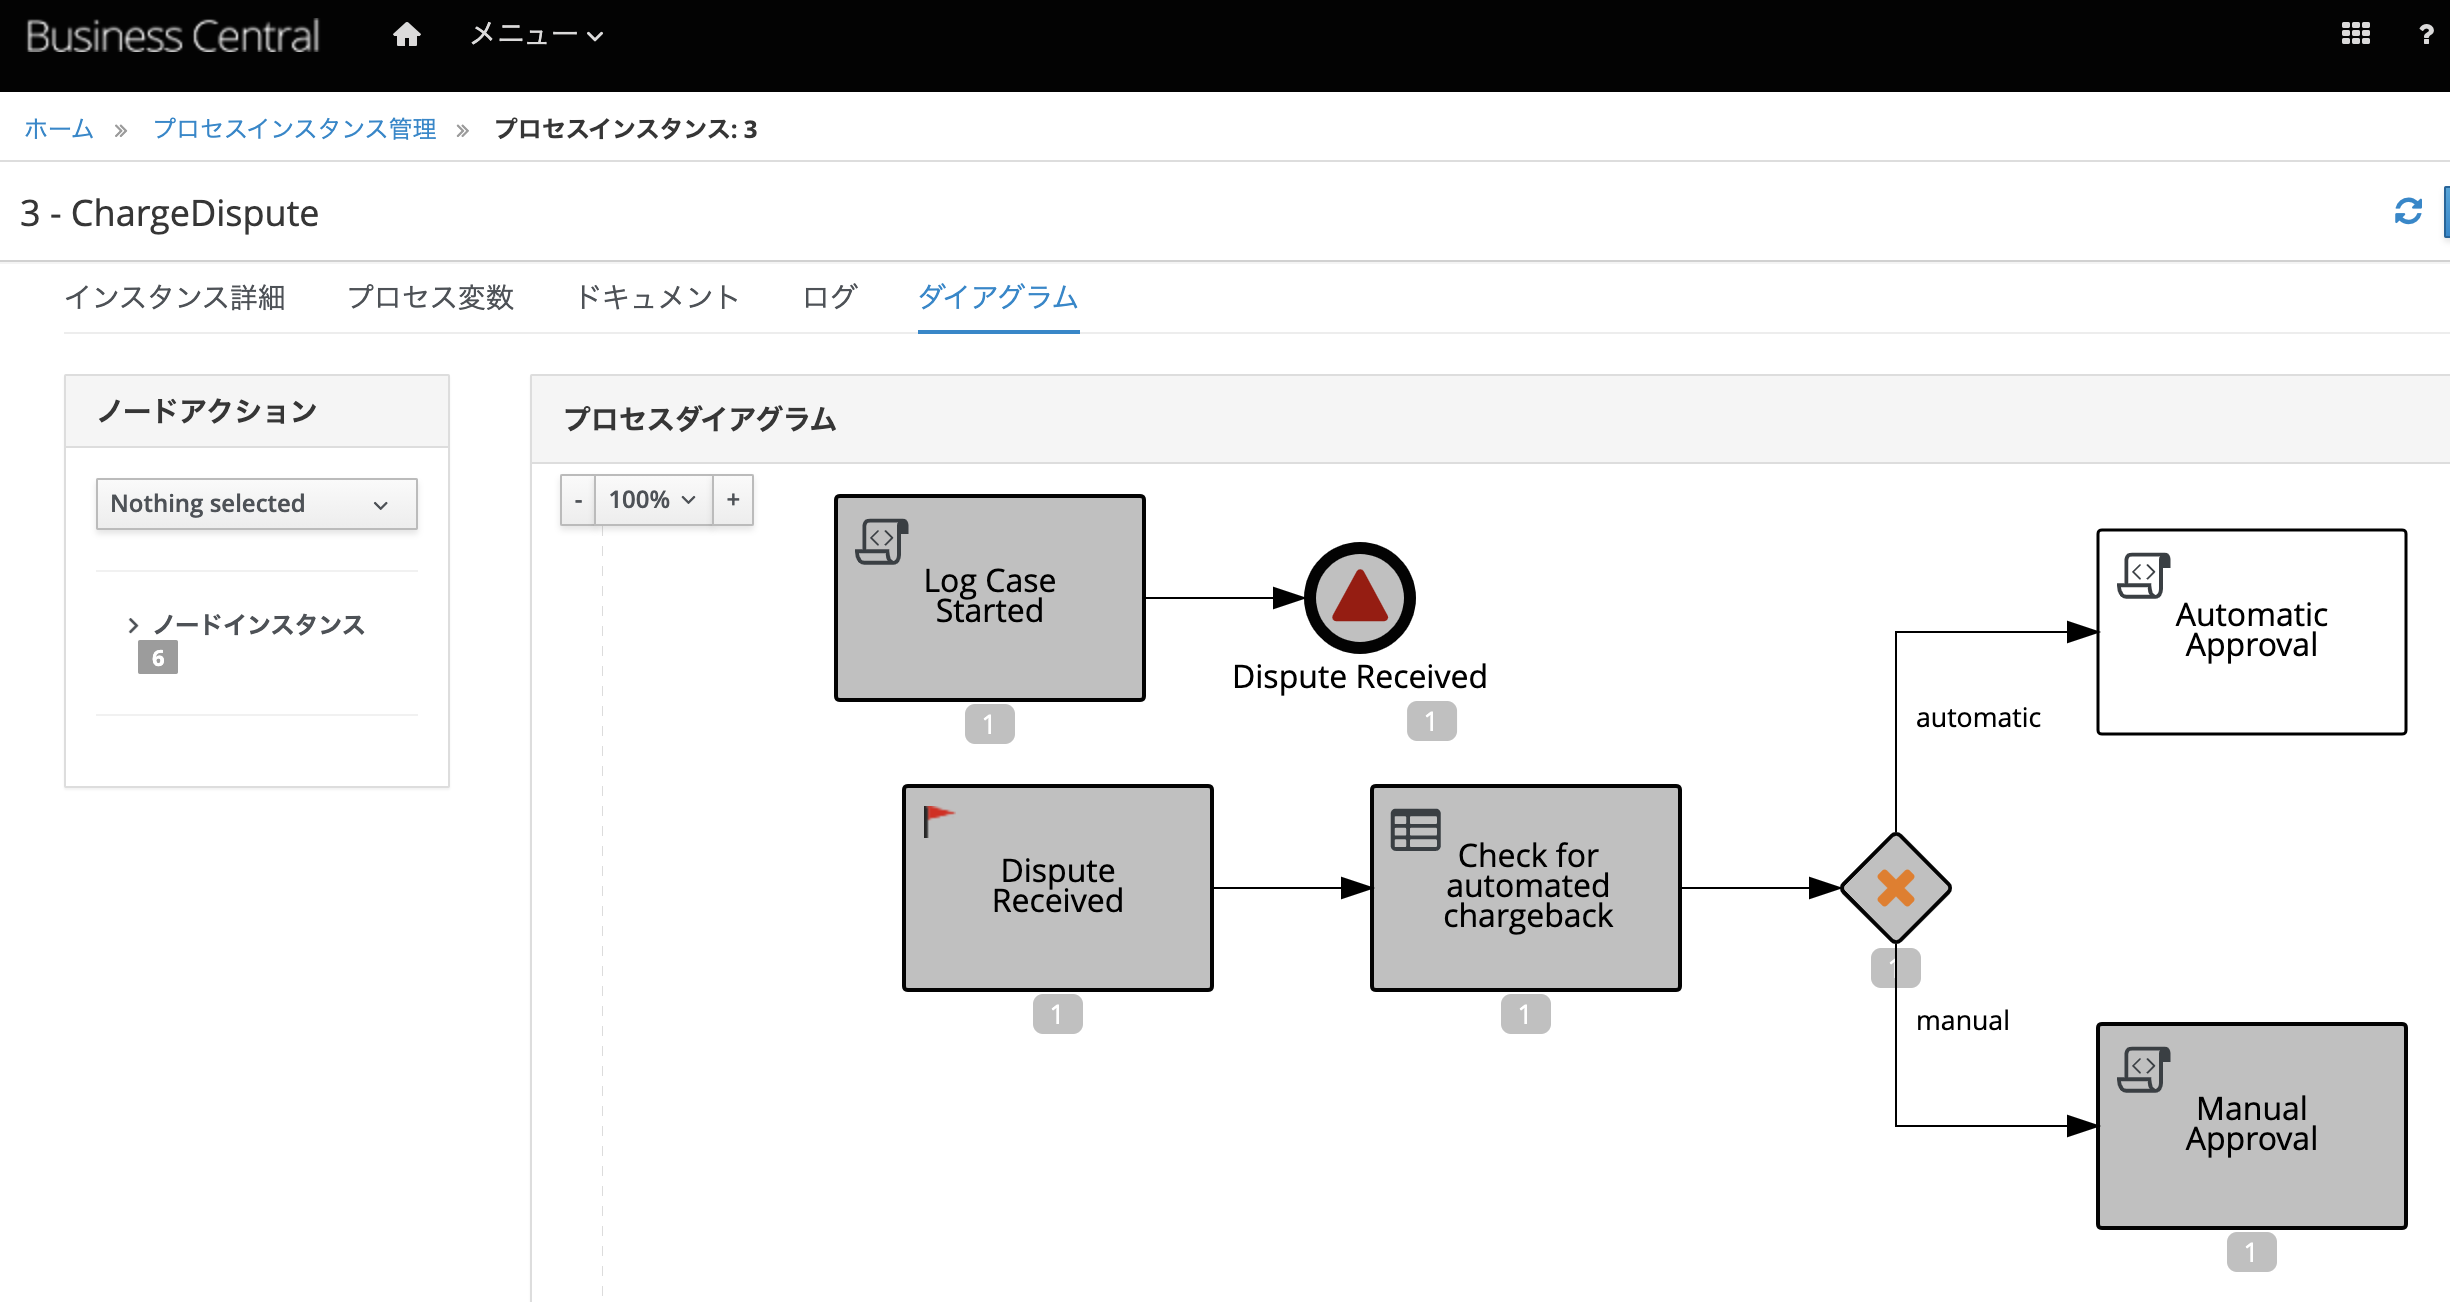 Business Central
メニュー
?
ホーム » プロセスインスタンス管理 » プロセスインスタンス: 3
3 - ChargeDispute
インスタンス詳細 プロセス変数 ドキュメント ログ ダイアグラム
ノードアクション
Nothing selected
ノードインスタンス
6
プロセスダイアグラム
- 100% +
Log Case
Started
1
Dispute Received
1
Automatic
Approval
automatic
Dispute
Received
1
Check for
automated
chargeback
1
1
manual
Manual
Approval
1